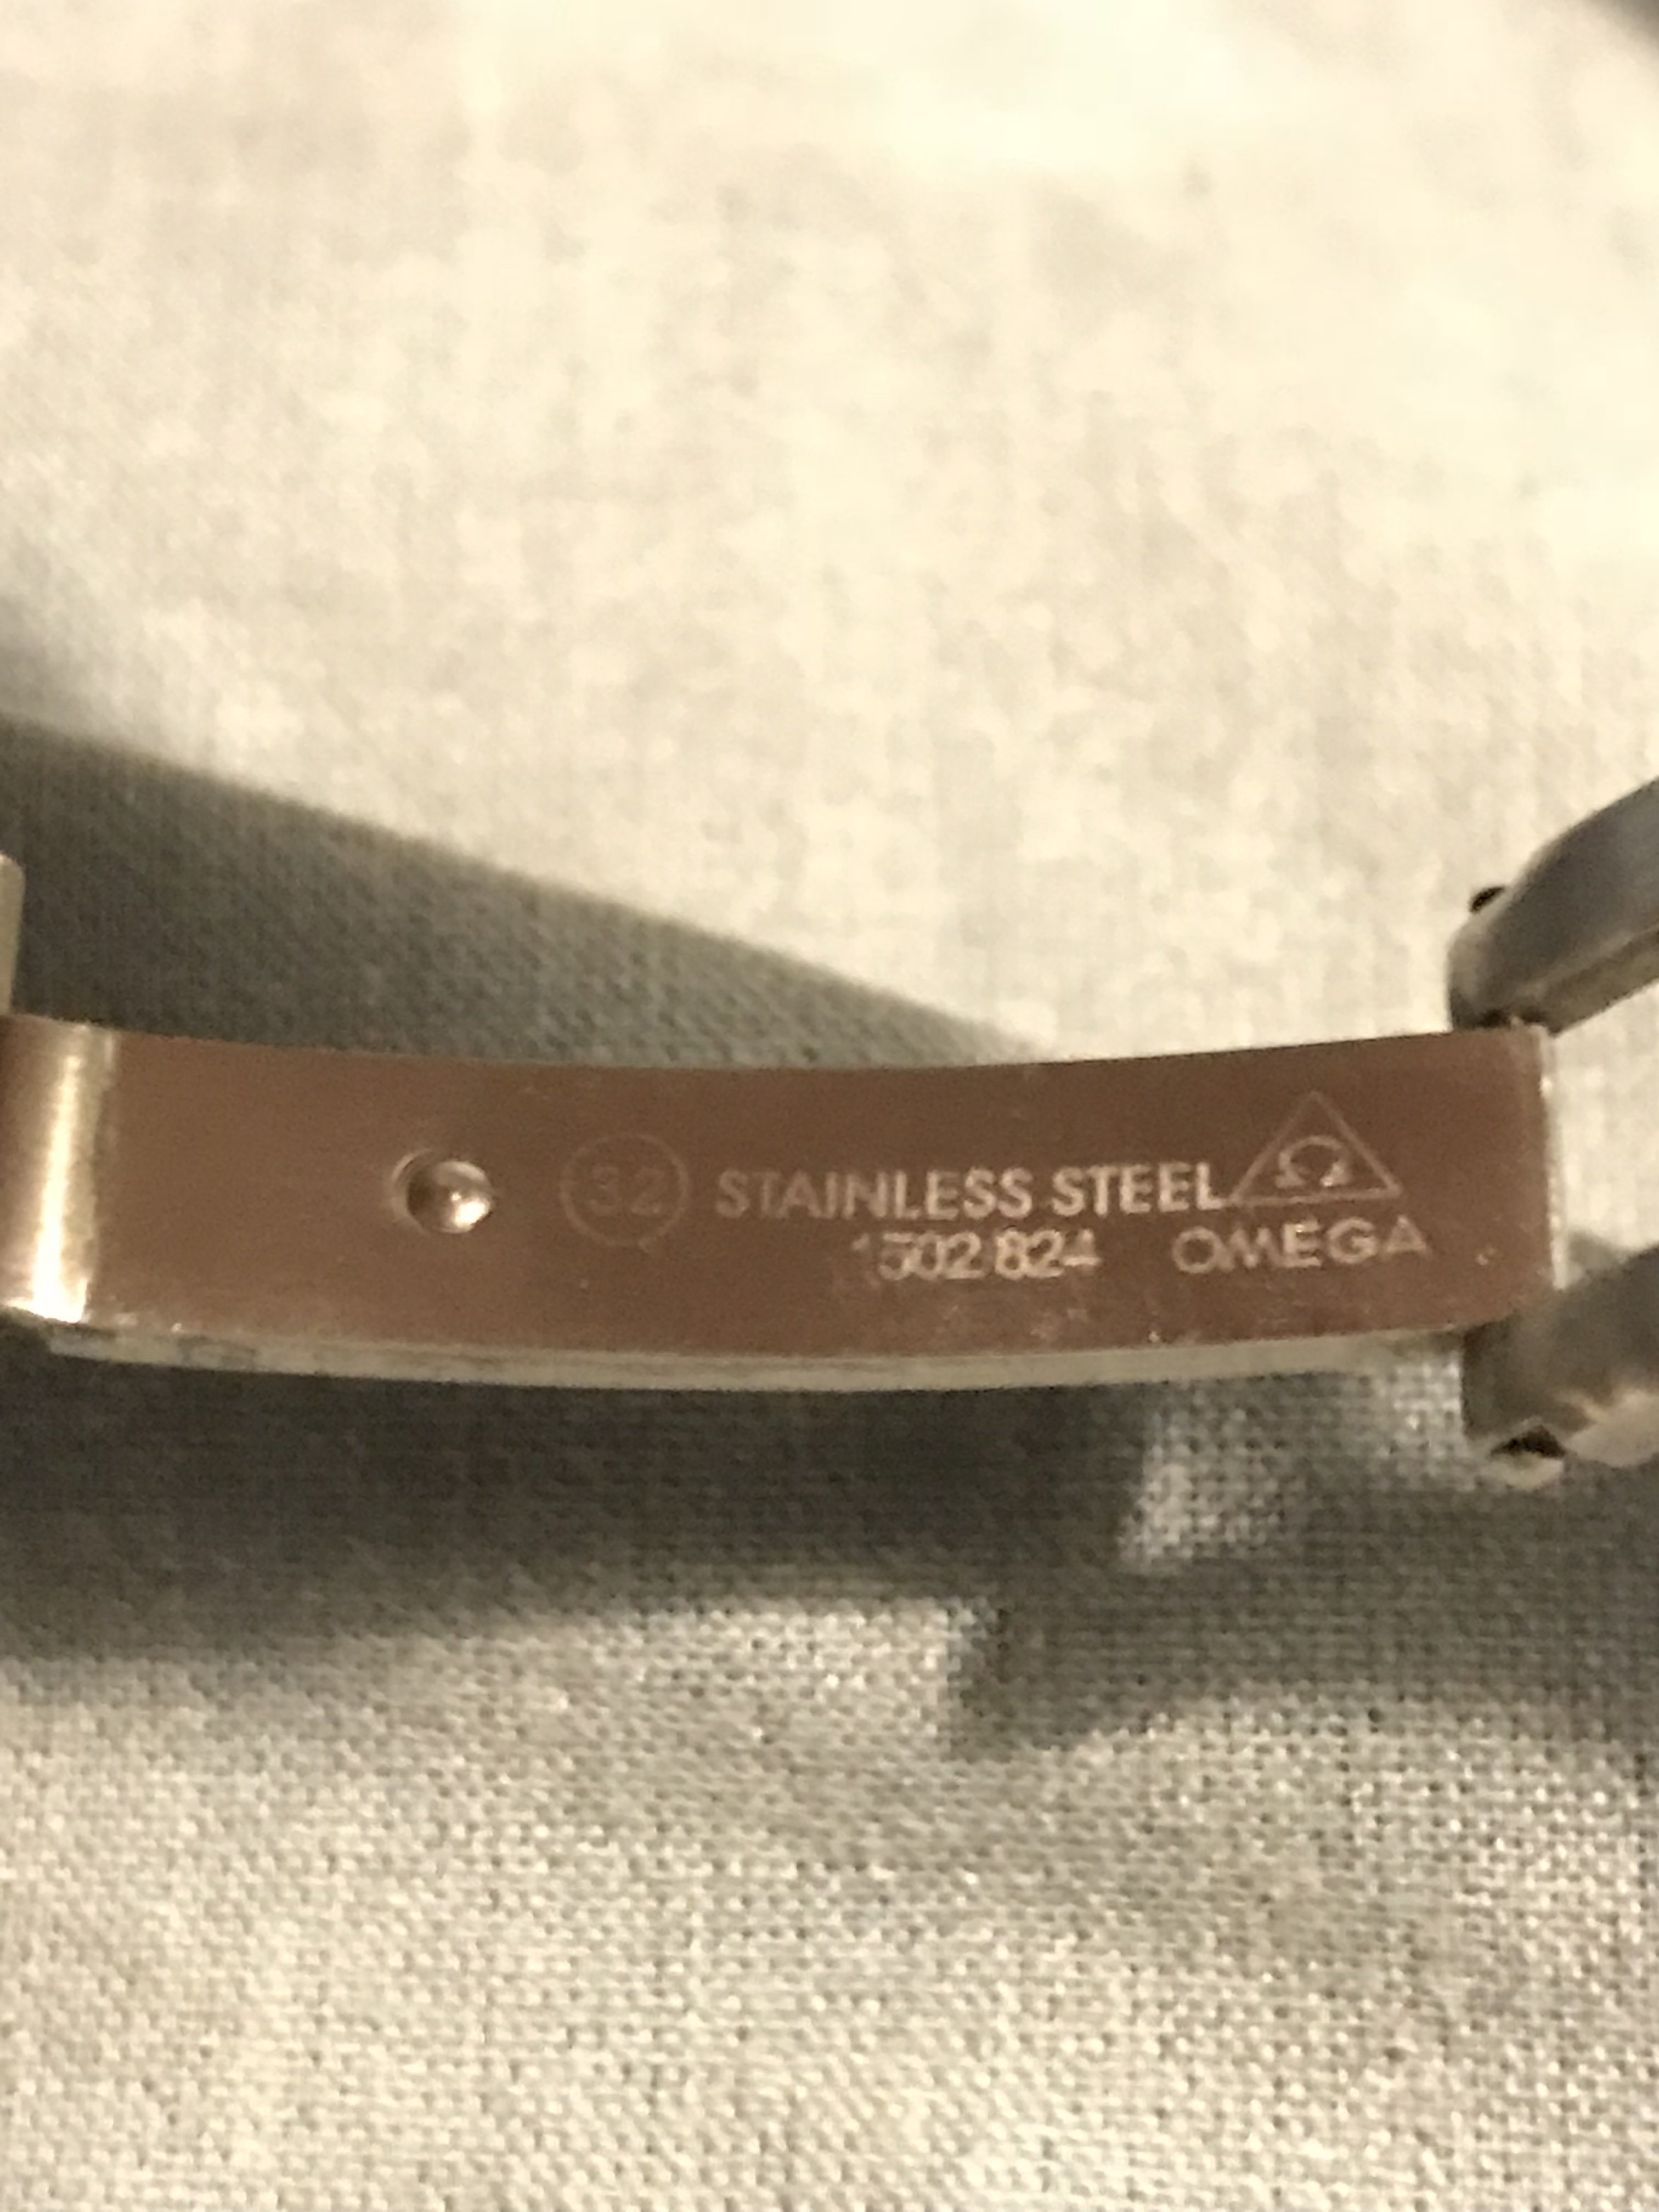 32 STAINLESS STEEL Ω
1502/824 OMEGA